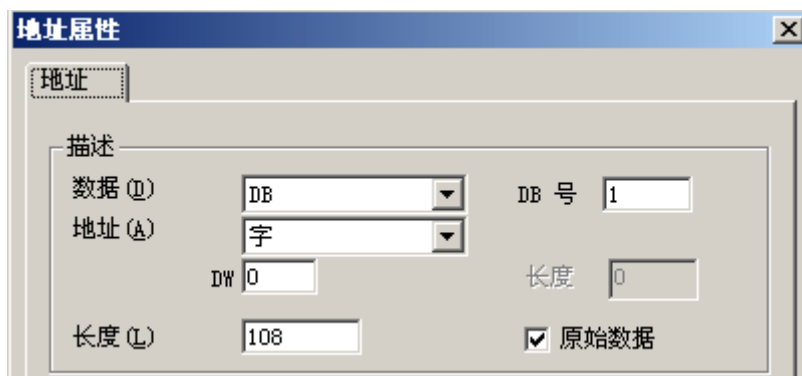 地址属性
地址
描述
数据(D) DB DB 号 1
地址(A) 字
DW 0 长度 0
长度(L) 108 原始数据